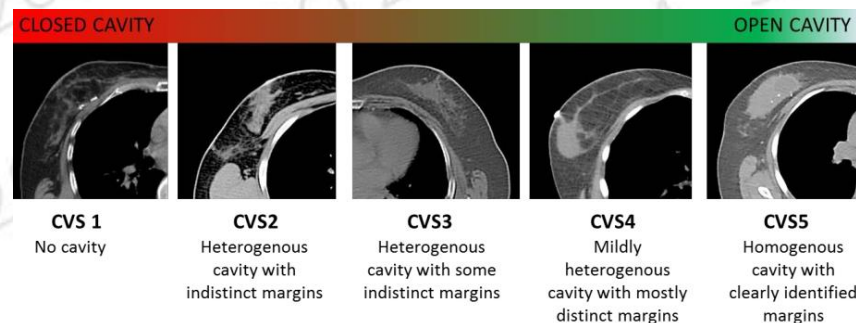 CLOSED CAVITY
OPEN CAVITY
CVS 1
No cavity
CVS2
Heterogenous
cavity with
indistinct margins
CVS3
Heterogenous
cavity with some
indistinct margins
CVS4
Mildly
heterogenous
cavity with mostly
distinct margins
CVS5
Homogenous
cavity with
clearly identified
margins